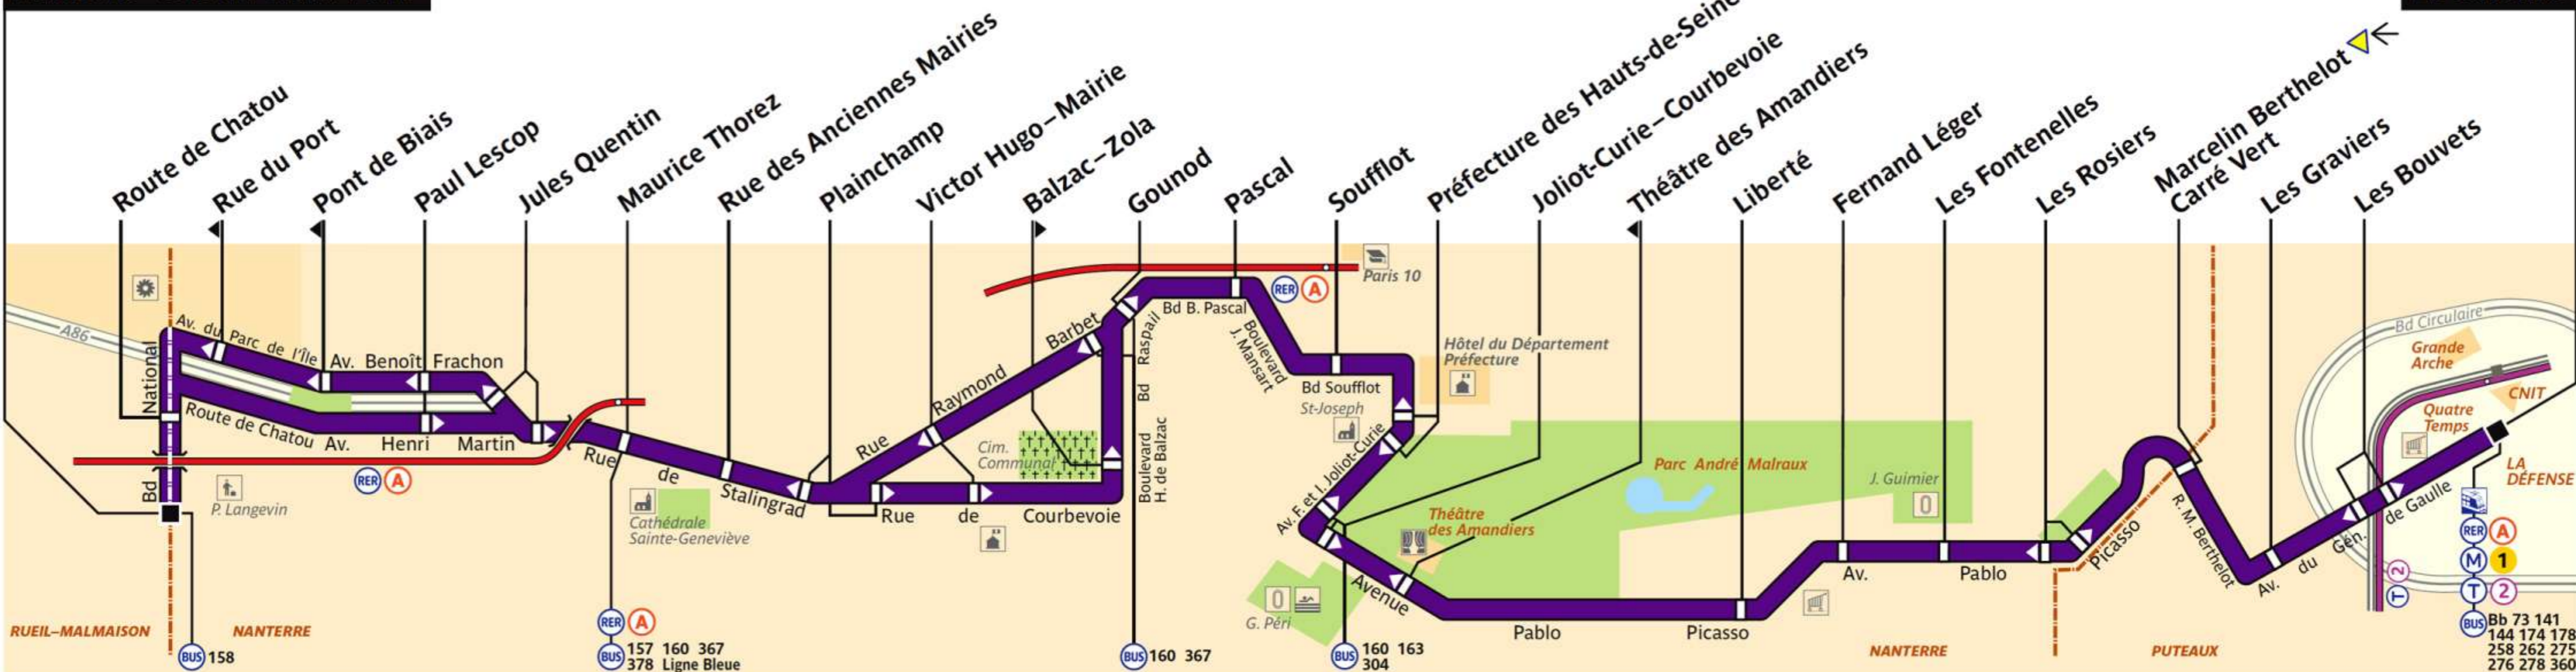 Route de Chatou
Rue du Port
Pont de Biais
Paul Lescop
Jules Quentin
Maurice Thorez
Rue des Anciennes Mairies
Plainchamp
Victor Hugo–Mairie
Balzac–Zola
Gounod
Pascal
Soufflot
Préfecture des Hauts-de-Seine
Joliot-Curie–Courbevoie
Théâtre des Amandiers
Liberté
Fernand Léger
Les Fontenelles
Les Rosiers
Marcelin Berthelot
Carré Vert
Les Graviers
Les Bouvets
A86
Av. du Parc de l'Île
Av. Benoît Frachon
Bd National
Route de Chatou
Av. Henri Martin
RER A
P. Langevin
RUEIL–MALMAISON
NANTERRE
BUS 158
Rue de Stalingrad
Cathédrale
Sainte-Geneviève
RER A
BUS 157 160 367
378 Ligne Bleue
Rue Raymond Barbet
Rue de Courbevoie
Cim.
Communal
Boulevard
H. de Balzac
Bd Raspail
BUS 160 367
Bd B. Pascal
RER A
Paris 10
Boulevard
J. Mansart
Bd Soufflot
St-Joseph
Hôtel du Département
Préfecture
Av. F. et I. Joliot-Curie
G. Péri
BUS 160 163
304
Théâtre
des Amandiers
Avenue Pablo Picasso
Parc André Malraux
J. Guimier
Av. Pablo Picasso
NANTERRE
PUTEAUX
R. M. Berthelot
Av. du Gén. de Gaulle
Bd Circulaire
Grande
Arche
CNIT
Quatre
Temps
T 2
LA
DÉFENSE
RER A
M 1
T 2
BUS Bb 73 141
144 174 178
258 262 272
275 278 360